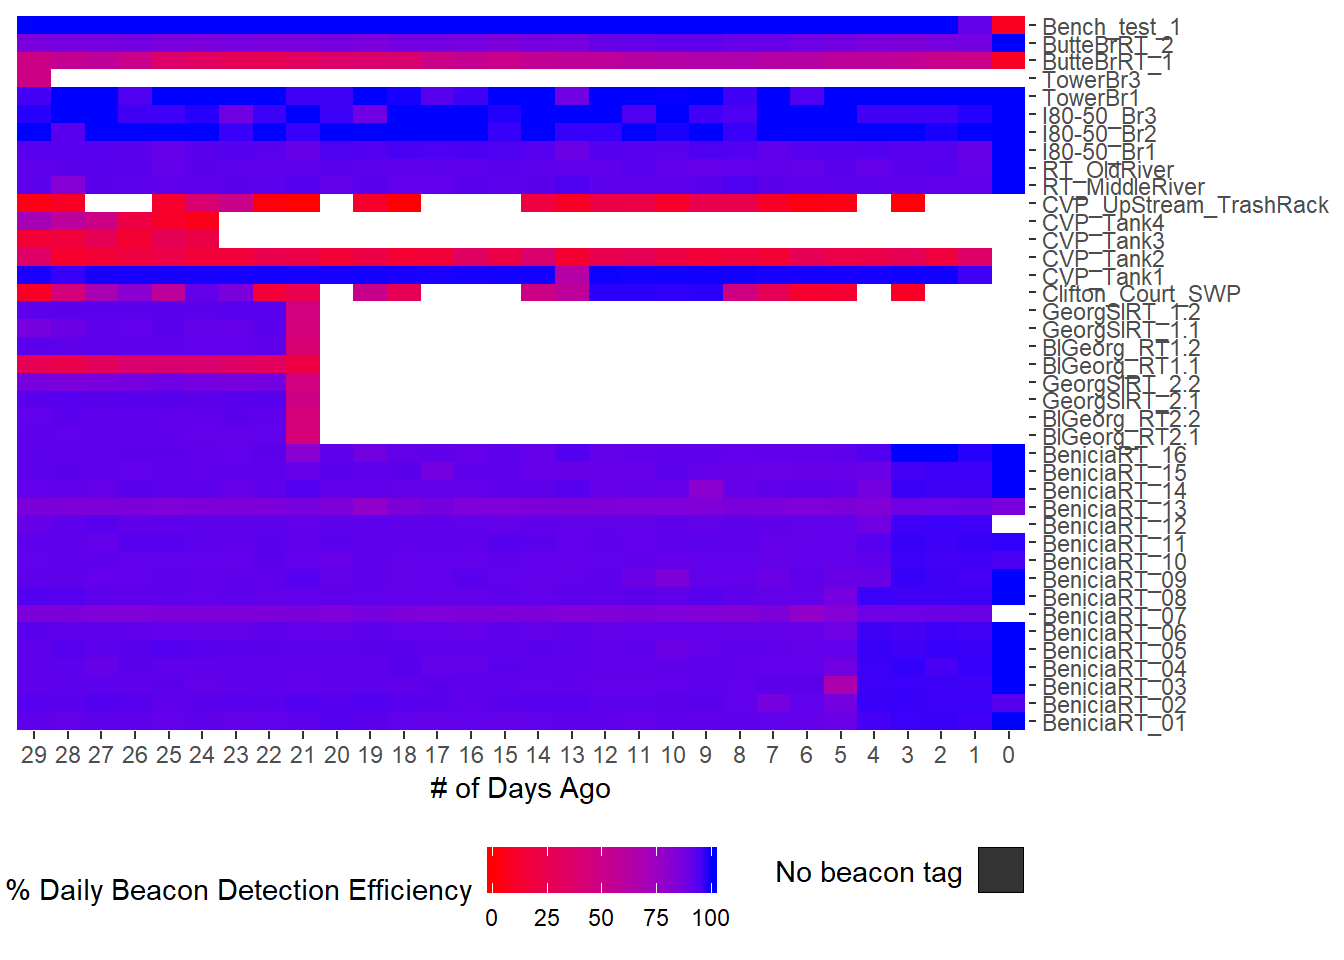 Bench_test_1
ButteBrRT_2
ButteBrRT_1
TowerBr3
TowerBr1
I80-50_Br3
I80-50_Br2
I80-50_Br1
RT_OldRiver
RT_MiddleRiver
CVP_UpStream_TrashRack
CVP_Tank4
CVP_Tank3
CVP_Tank2
CVP_Tank1
Clifton_Court_SWP
GeorgSlRT_1.2
GeorgSlRT_1.1
BlGeorg_RT1.2
BlGeorg_RT1.1
GeorgSlRT_2.2
GeorgSlRT_2.1
BlGeorg_RT2.2
BlGeorg_RT2.1
BeniciaRT_16
BeniciaRT_15
BeniciaRT_14
BeniciaRT_13
BeniciaRT_12
BeniciaRT_11
BeniciaRT_10
BeniciaRT_09
BeniciaRT_08
BeniciaRT_07
BeniciaRT_06
BeniciaRT_05
BeniciaRT_04
BeniciaRT_03
BeniciaRT_02
BeniciaRT_01
29 28 27 26 25 24 23 22 21 20 19 18 17 16 15 14 13 12 11 10 9 8 7 6 5 4 3 2 1 0
# of Days Ago
% Daily Beacon Detection Efficiency
0 25 50 75 100
No beacon tag